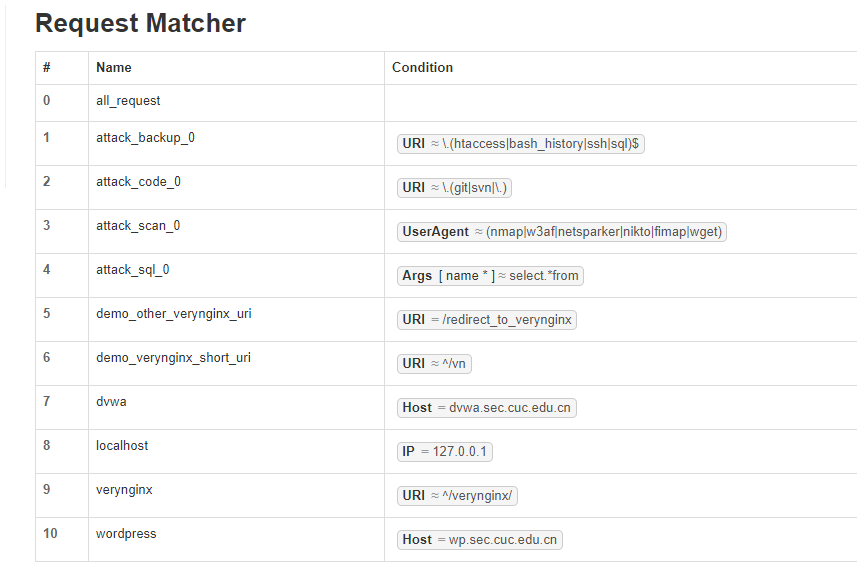 Request Matcher
# Name Condition
0 all_request
1 attack_backup_0 URI ≈ \.(htaccess|bash_history|ssh|sql)$
2 attack_code_0 URI ≈ \.(git|svn|\.)
3 attack_scan_0 UserAgent ≈ (nmap|w3af|netsparker|nikto|fimap|wget)
4 attack_sql_0 Args [ name * ] ≈ select.*from
5 demo_other_verynginx_uri URI = /redirect_to_verynginx
6 demo_verynginx_short_uri URI ≈ ^/vn
7 dvwa Host = dvwa.sec.cuc.edu.cn
8 localhost IP = 127.0.0.1
9 verynginx URI ≈ ^/verynginx/
10 wordpress Host = wp.sec.cuc.edu.cn